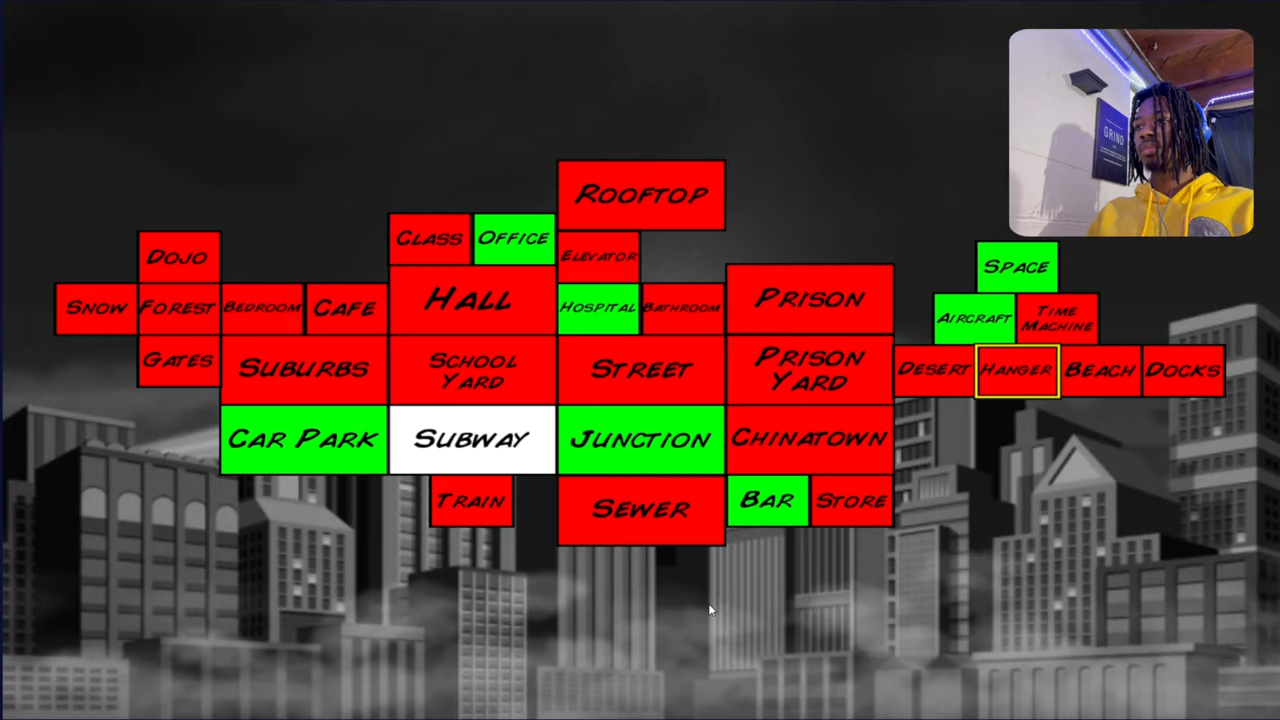 GRIND
ROOFTOP
CLASS
OFFICE
DOJO
ELEVATOR
SPACE
SNOW
FOREST
BEDROOM
CAFE
HALL
HOSPITAL
BATHROOM
PRISON
AIRCRAFT
TIME
MACHINE
GATES
SUBURBS
SCHOOL
YARD
STREET
PRISON
YARD
DESERT
HANGER
BEACH
DOCKS
CAR PARK
SUBWAY
JUNCTION
CHINATOWN
TRAIN
SEWER
BAR
STORE